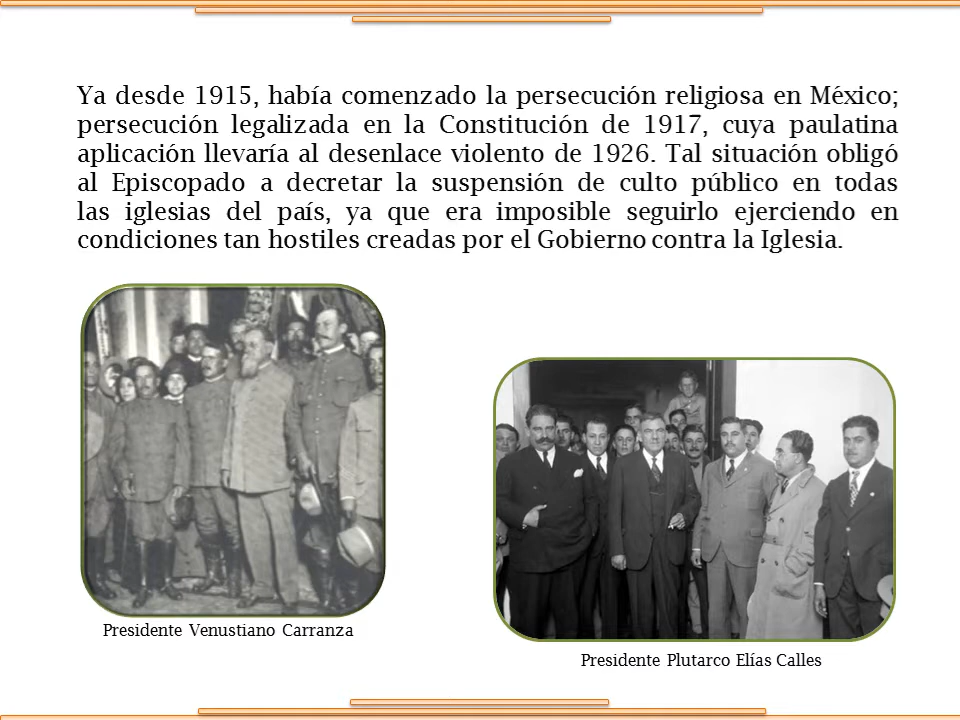 Ya desde 1915, había comenzado la persecución religiosa en México;
persecución legalizada en la Constitución de 1917, cuya paulatina
aplicación llevaría al desenlace violento de 1926. Tal situación obligó
al Episcopado a decretar la suspensión de culto público en todas
las iglesias del país, ya que era imposible seguirlo ejerciendo en
condiciones tan hostiles creadas por el Gobierno contra la Iglesia.
Presidente Venustiano Carranza
Presidente Plutarco Elías Calles